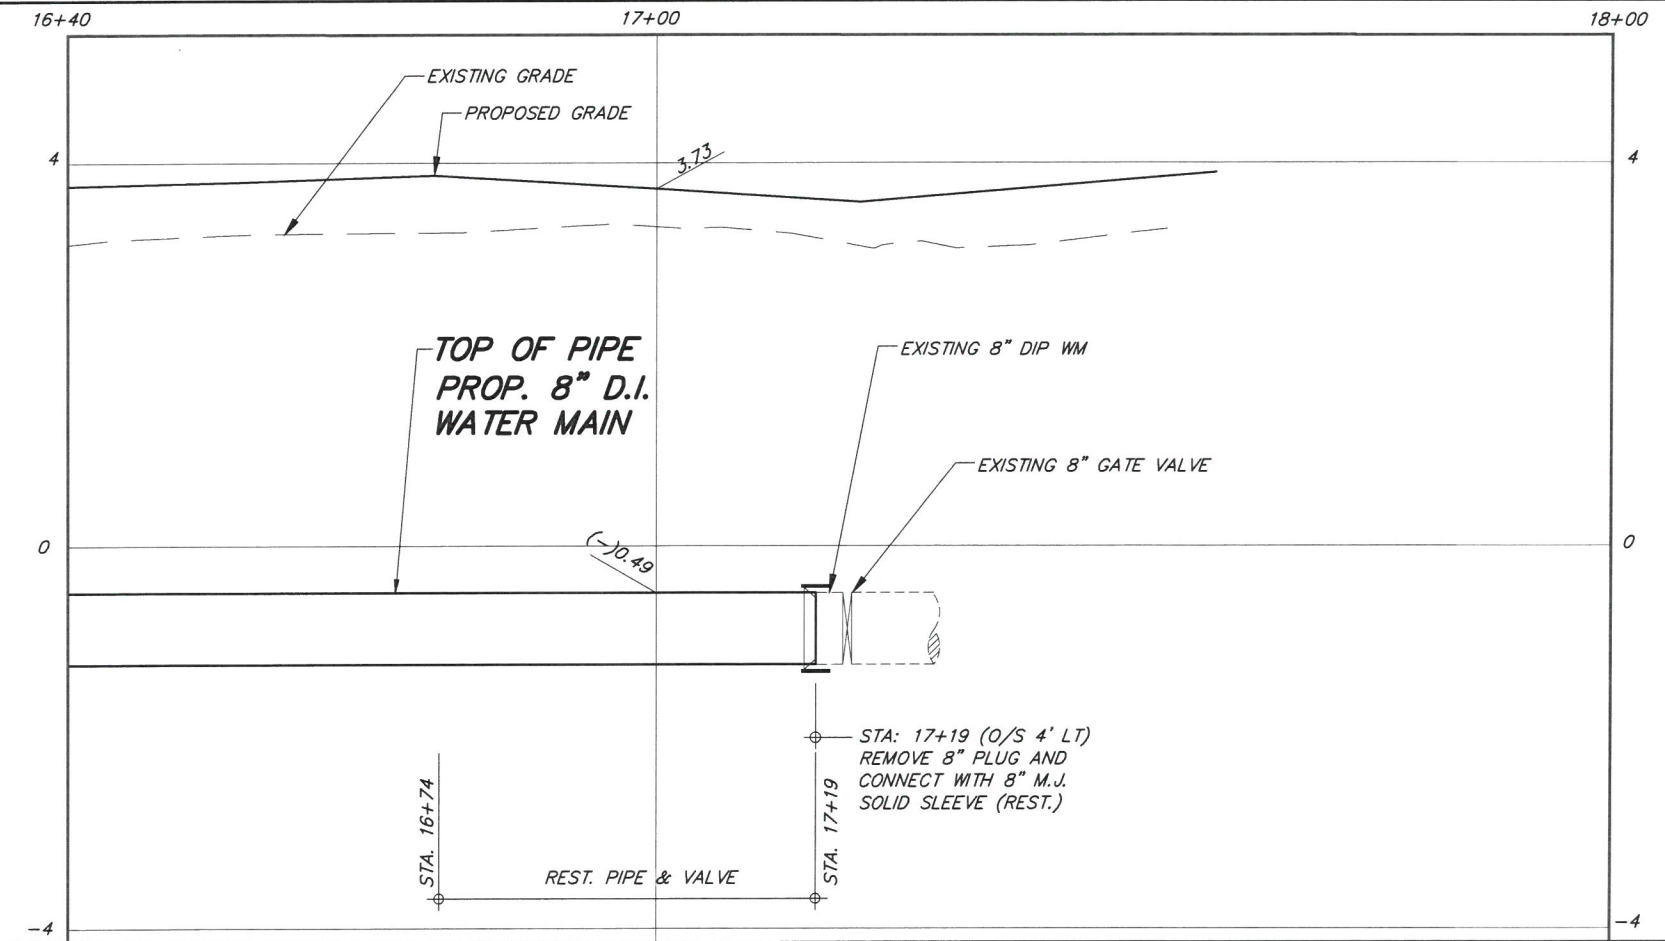 16+40
17+00
18+00
EXISTING GRADE
PROPOSED GRADE
4
3.73
4
TOP OF PIPE
PROP. 8" D.I.
WATER MAIN
EXISTING 8" DIP WM
EXISTING 8" GATE VALVE
0
(-)0.49
0
STA: 17+19 (O/S 4' LT)
REMOVE 8" PLUG AND
CONNECT WITH 8" M.J.
SOLID SLEEVE (REST.)
STA. 16+74
STA. 17+19
REST. PIPE & VALVE
-4
-4